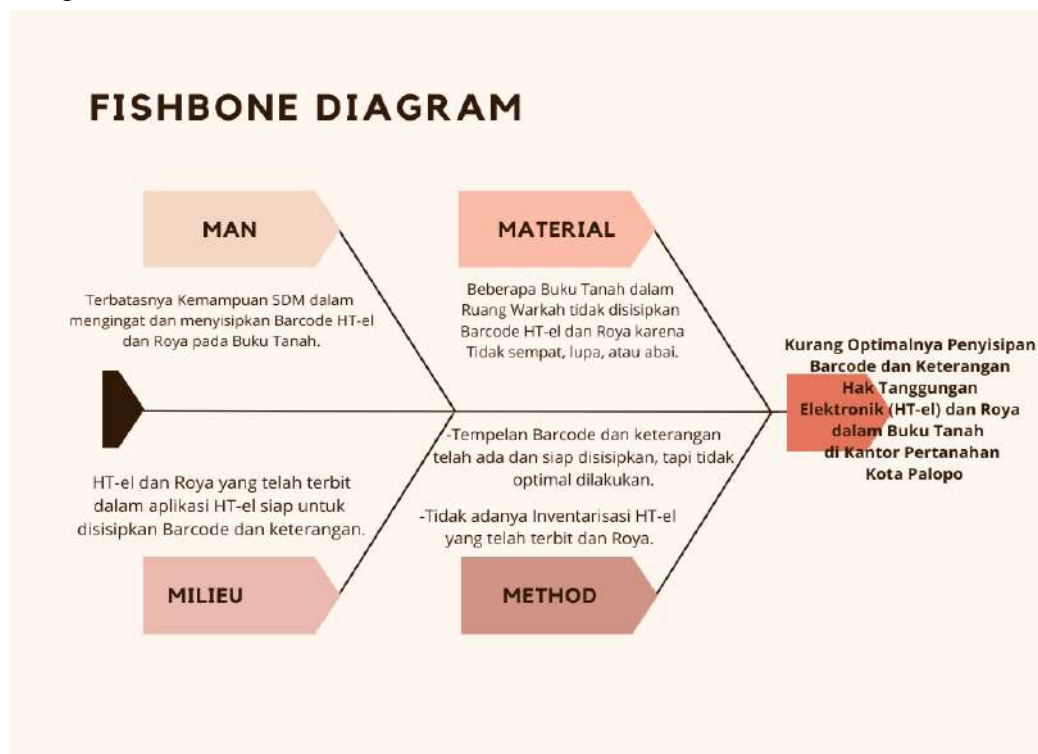 FISHBONE DIAGRAM
MAN
Terbatasnya Kemampuan SDM dalam
mengingat dan menyisipkan Barcode HT-el
dan Roya pada Buku Tanah.
MATERIAL
Beberapa Buku Tanah dalam
Ruang Warkah tidak disisipkan
Barcode HT-el dan Roya karena
Tidak sempat, lupa, atau abai.
Kurang Optimalnya Penyisipan
Barcode dan Keterangan
Hak Tanggungan
Elektronik (HT-el) dan Roya
dalam Buku Tanah
di Kantor Pertanahan
Kota Palopo
HT-el dan Roya yang telah terbit
dalam aplikasi HT-el siap untuk
disisipkan Barcode dan keterangan.
MILIEU
-Tempelan Barcode dan keterangan
telah ada dan siap disisipkan, tapi tidak
optimal dilakukan.
-Tidak adanya Inventarisasi HT-el
yang telah terbit dan Roya.
METHOD